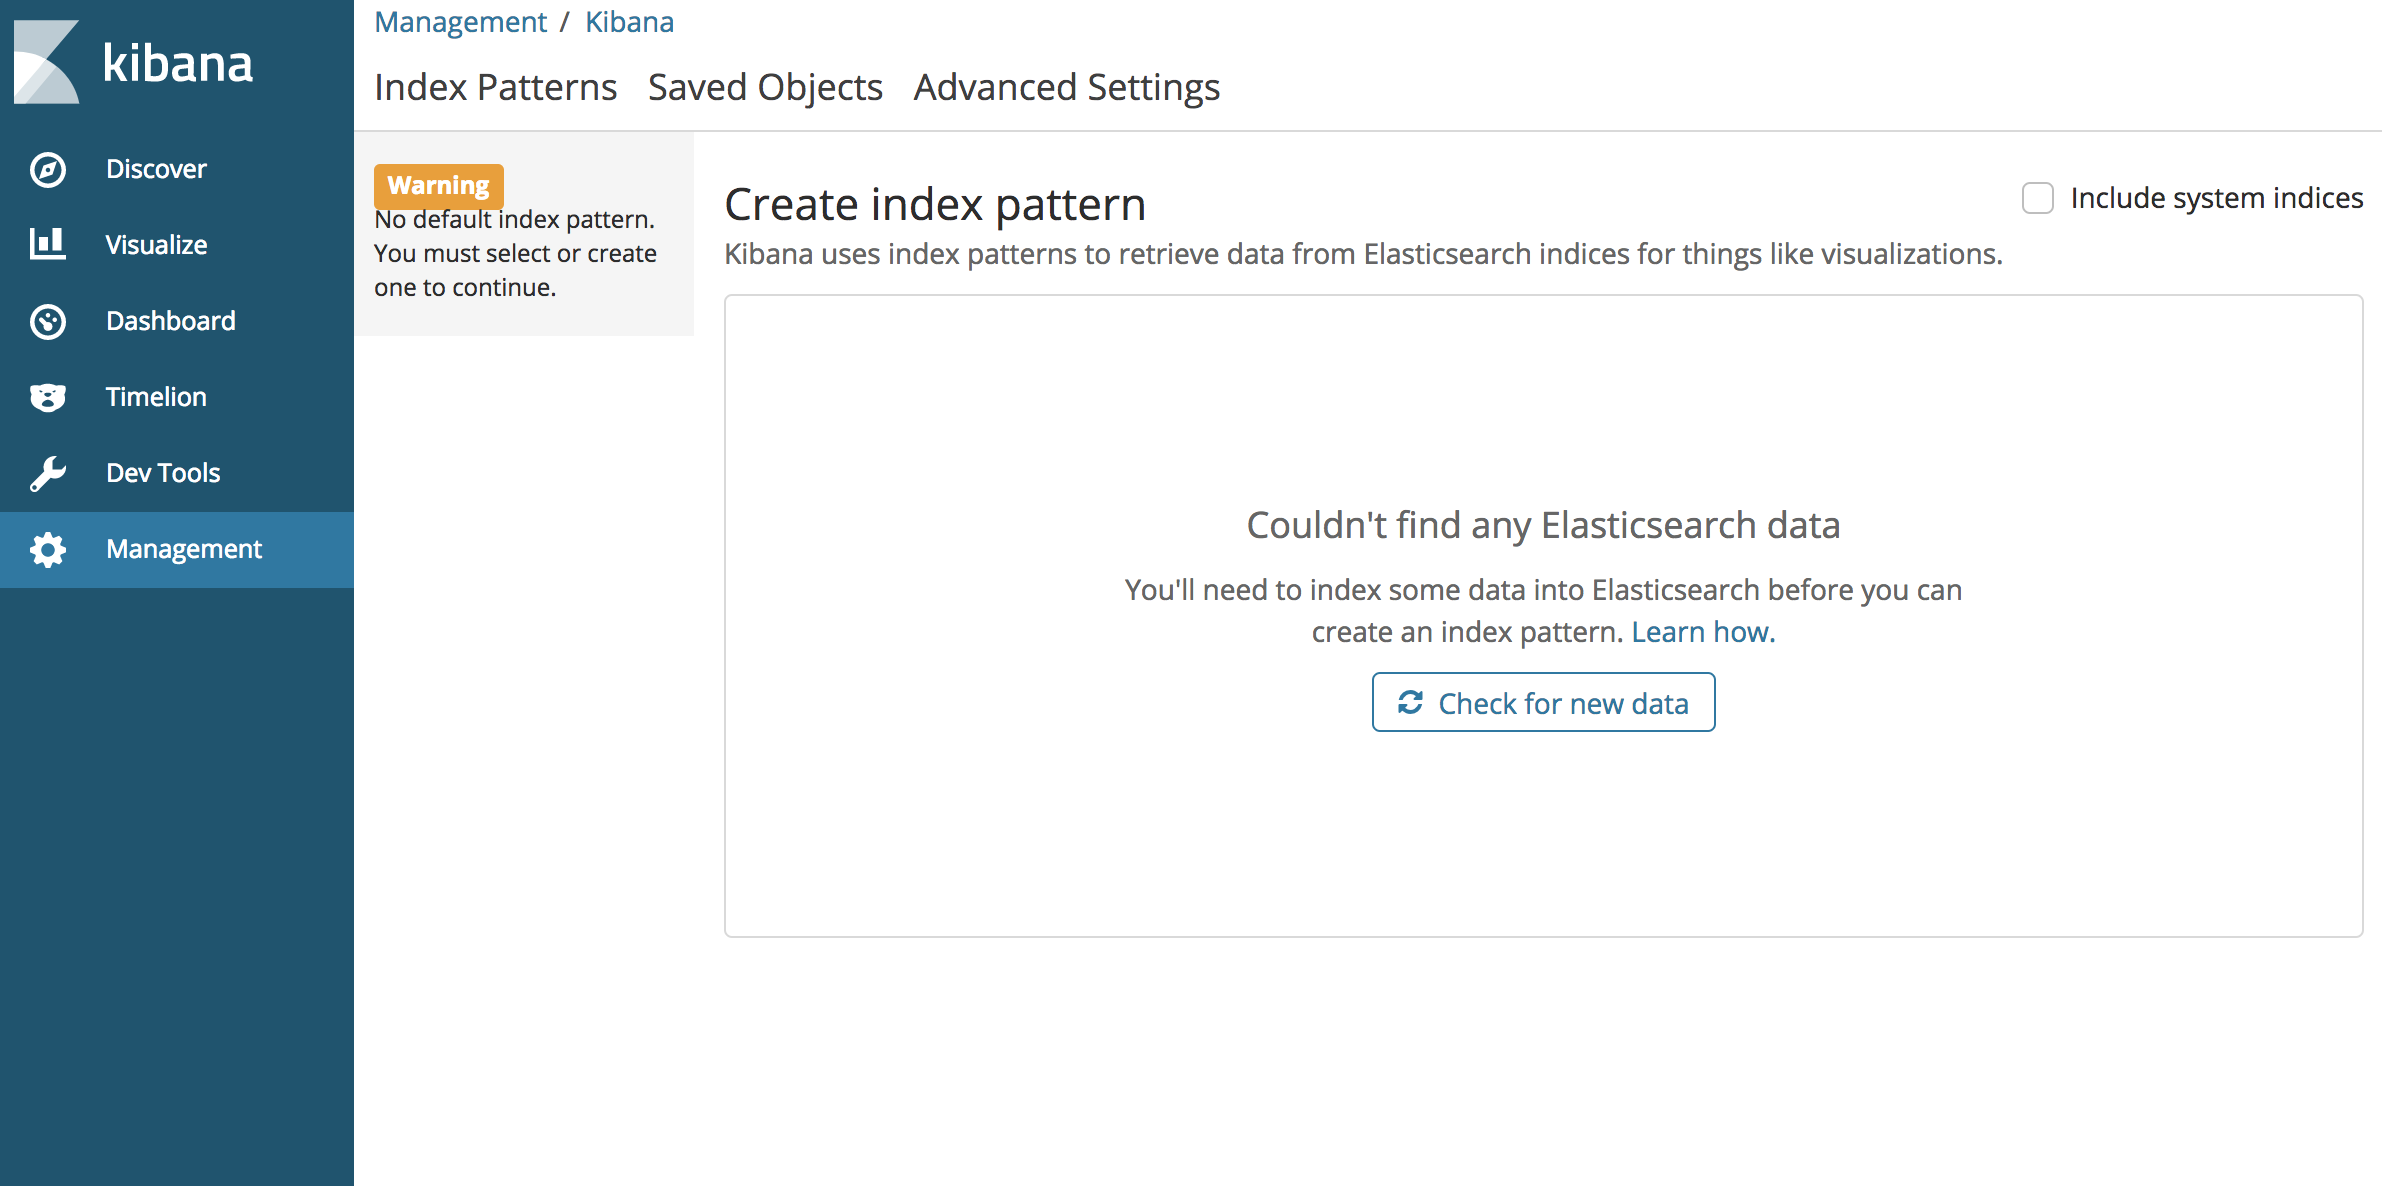 kibana
Discover
Visualize
Dashboard
Timelion
Dev Tools
Management
Management / Kibana
Index Patterns Saved Objects Advanced Settings
Warning
No default index pattern.
You must select or create
one to continue.
Create index pattern
Include system indices
Kibana uses index patterns to retrieve data from Elasticsearch indices for things like visualizations.
Couldn't find any Elasticsearch data
You'll need to index some data into Elasticsearch before you can
create an index pattern. Learn how.
Check for new data